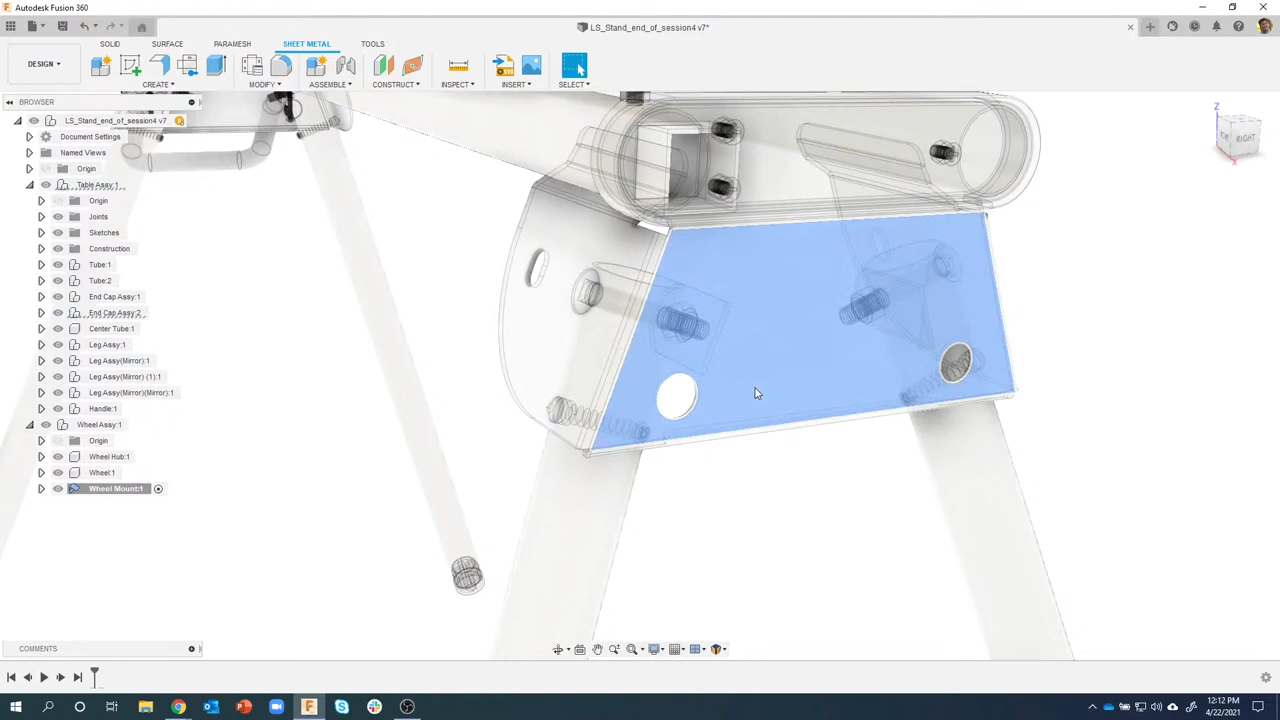 Autodesk Fusion 360
LS_Stand_end_of_session4 v7*
DESIGN
SOLID SURFACE PARAMESH SHEET METAL TOOLS
CREATE MODIFY ASSEMBLE CONSTRUCT INSPECT INSERT SELECT
BROWSER
LS_Stand_end_of_session4 v7
Document Settings
Named Views
Origin
Table Assy:1
Origin
Joints
Sketches
Construction
Tube:1
Tube:2
End Cap Assy:1
End Cap Assy:2
Center Tube:1
Leg Assy:1
Leg Assy(Mirror):1
Leg Assy(Mirror) (1):1
Leg Assy(Mirror)(Mirror):1
Handle:1
Wheel Assy:1
Origin
Wheel Hub:1
Wheel:1
Wheel Mount:1
Z
RIGHT
X
COMMENTS
12:12 PM
4/22/2021